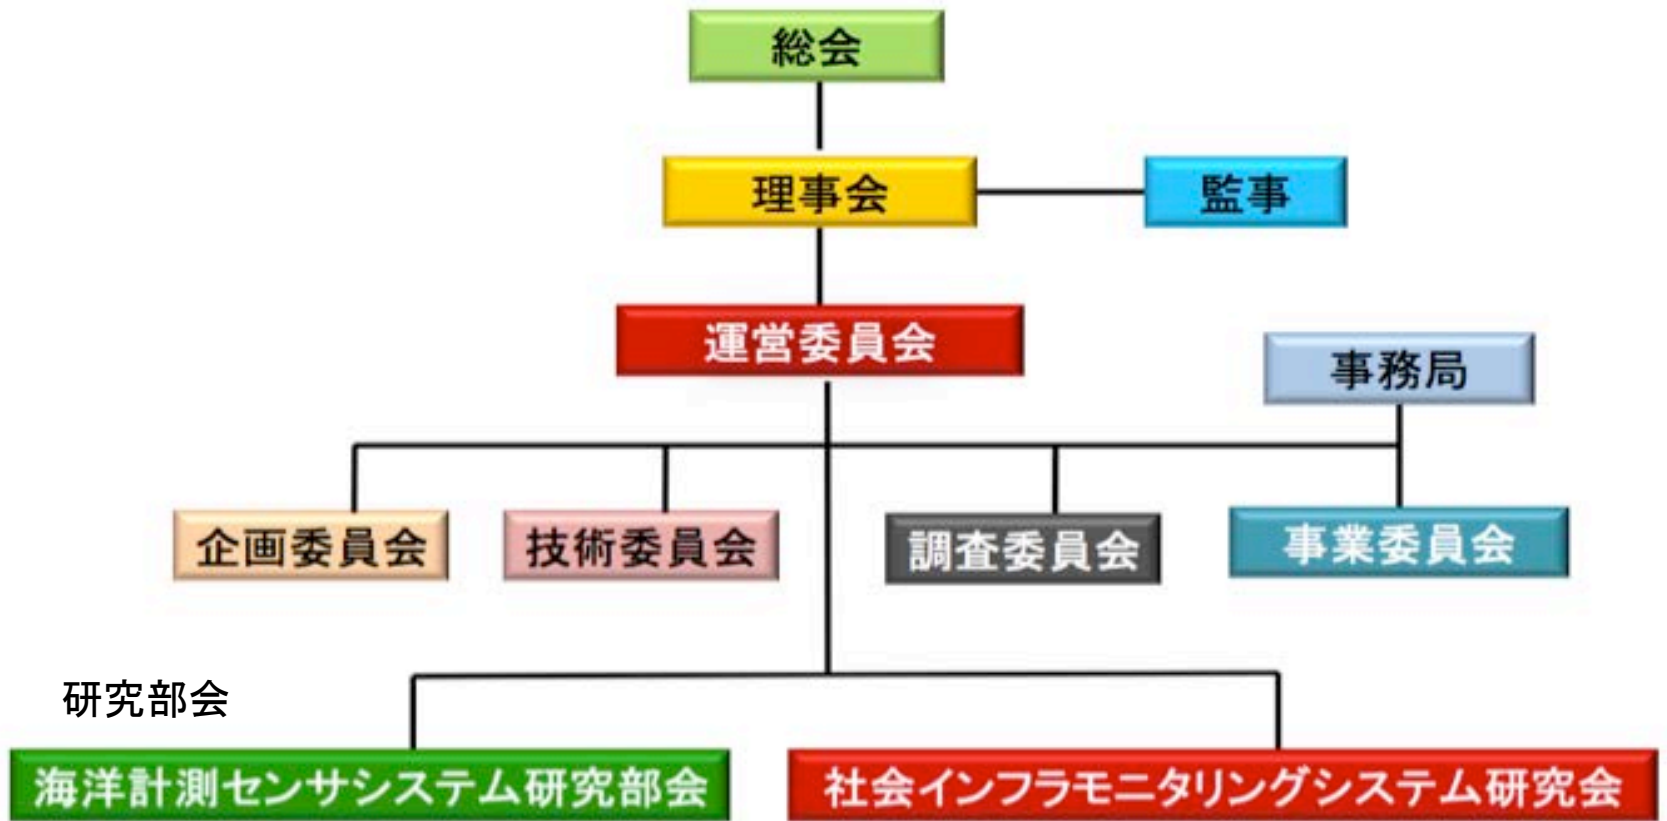 総会
理事会
監事
運営委員会
事務局
企画委員会
技術委員会
調査委員会
事業委員会
研究部会
海洋計測センサシステム研究部会
社会インフラモニタリングシステム研究会